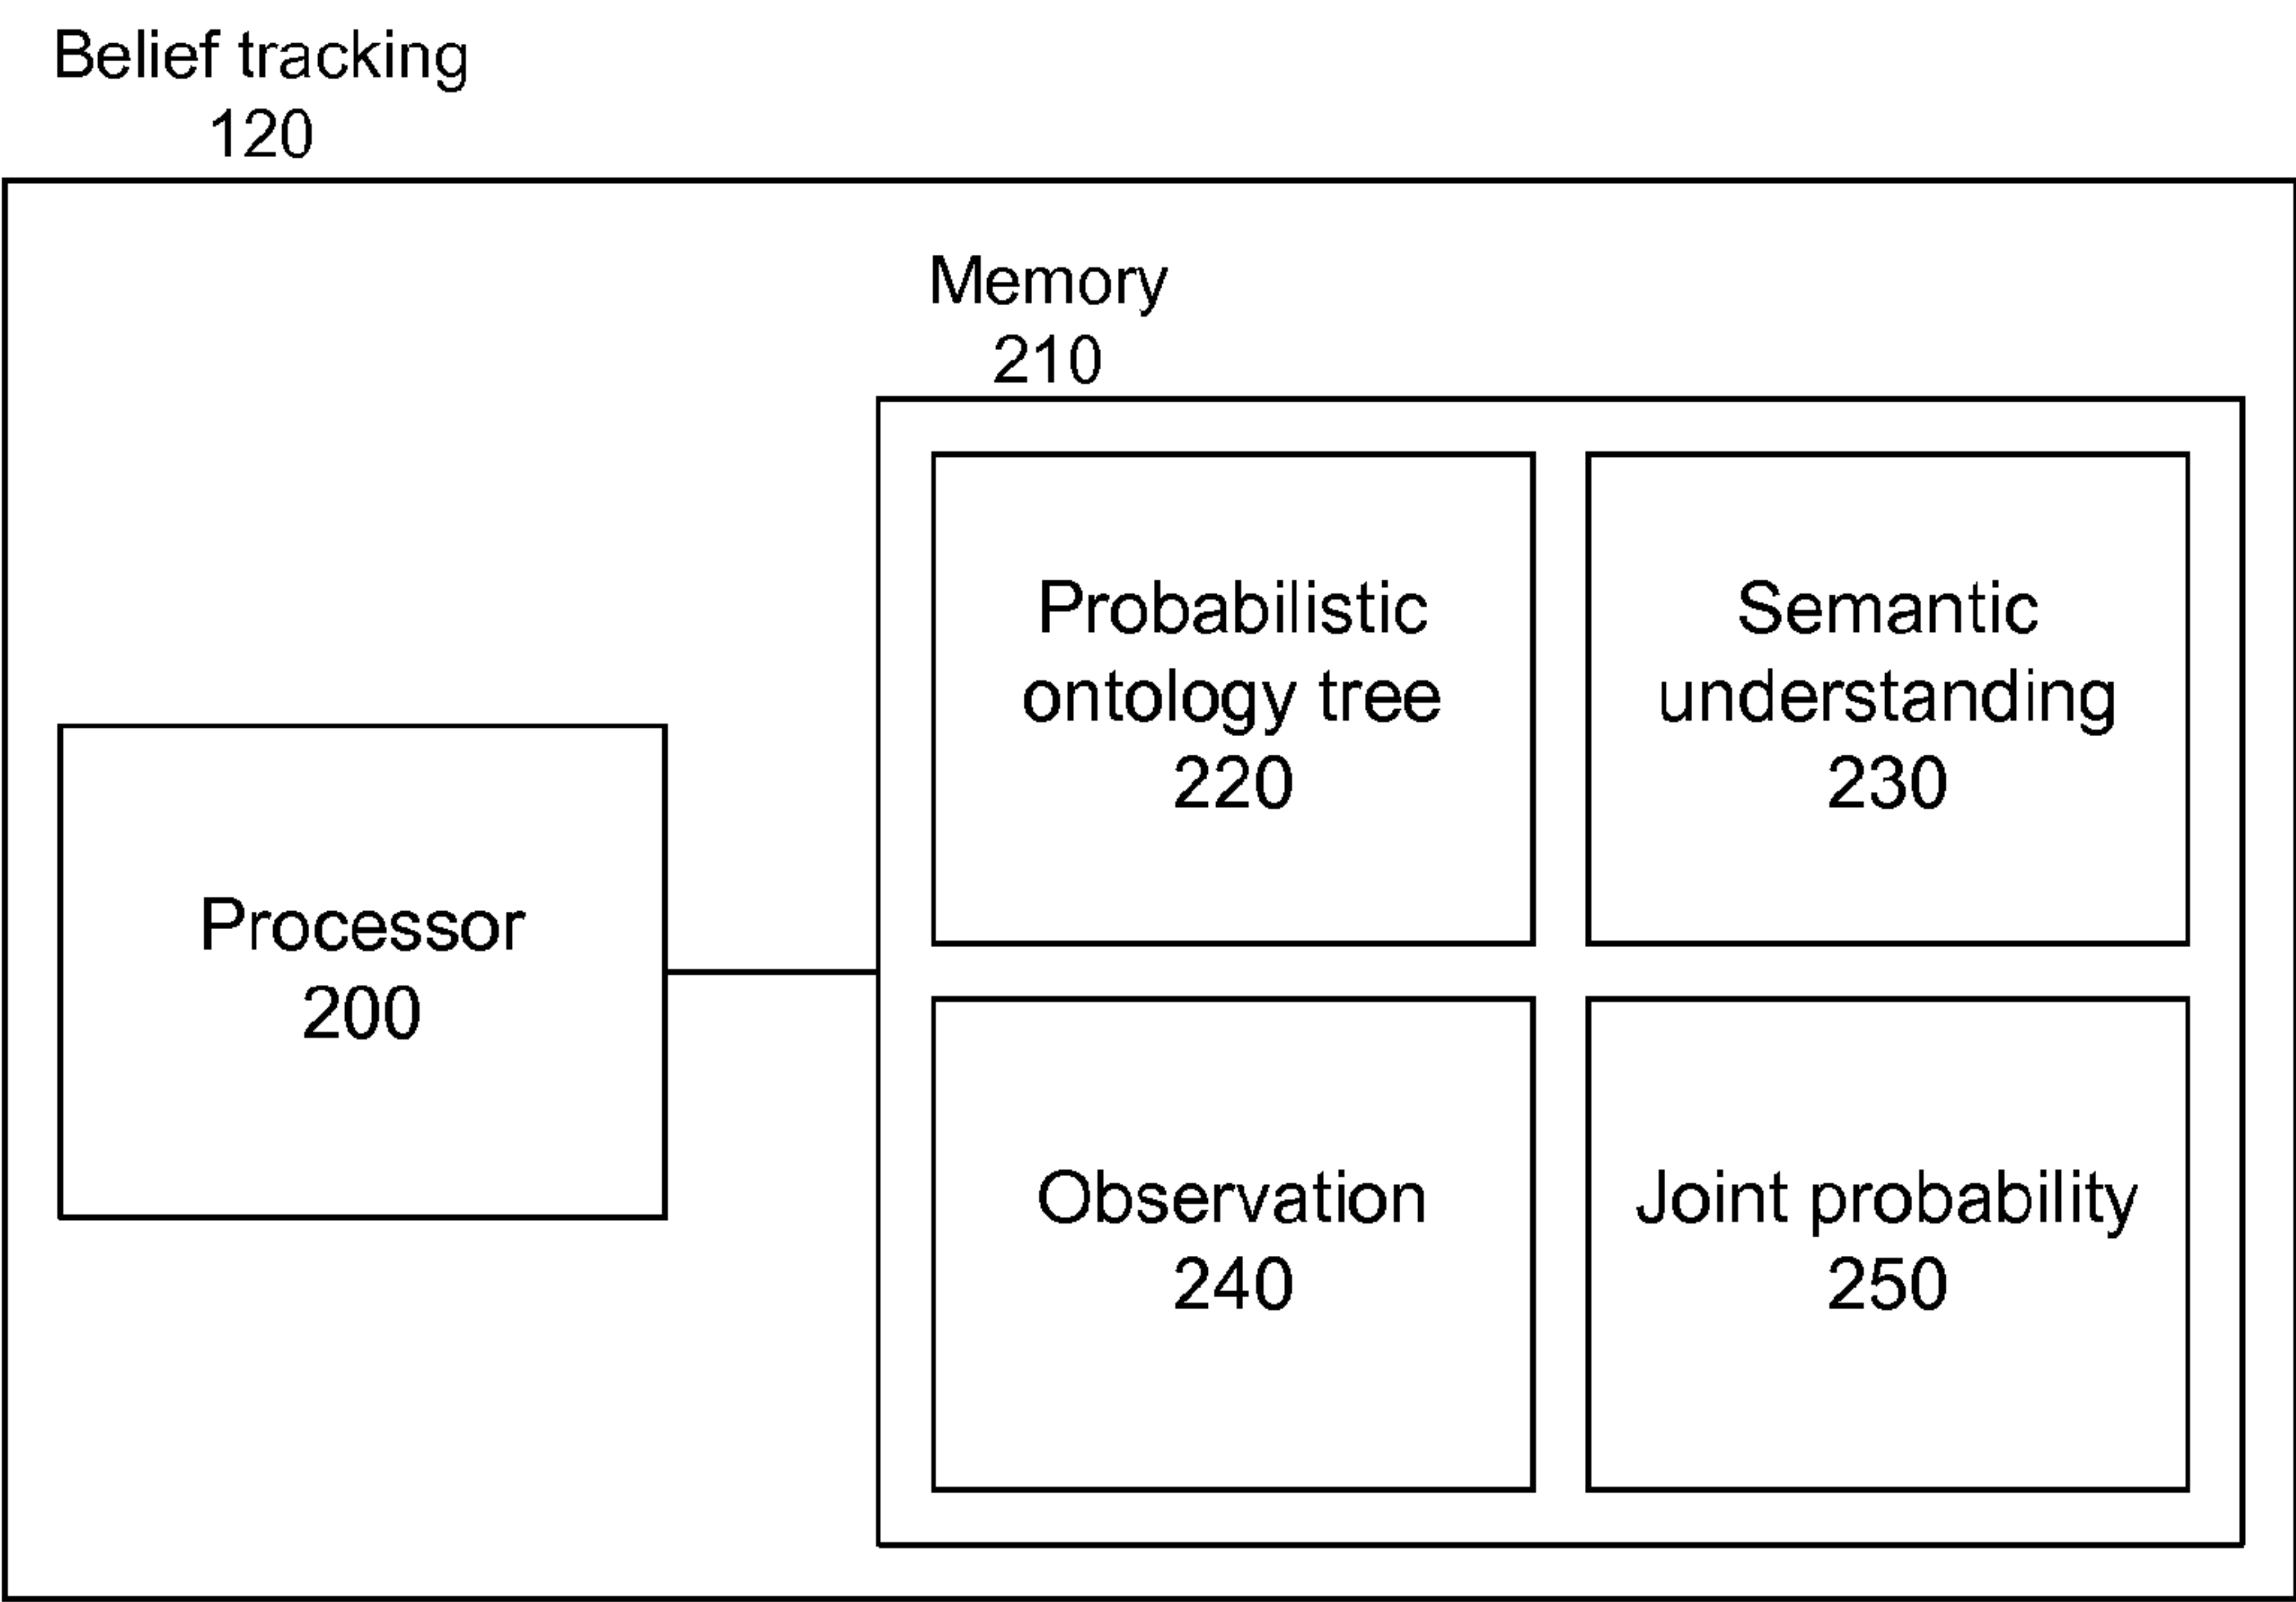 Belief tracking
120
Memory
210
Probabilistic
ontology tree
220
Semantic
understanding
230
Processor
200
Observation
240
Joint probability
250